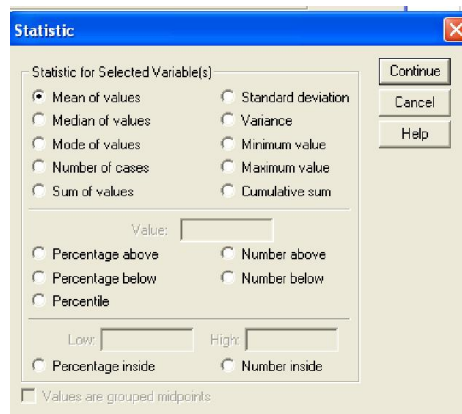 Statistic
Statistic for Selected Variable(s)
Mean of values Standard deviation
Median of values Variance
Mode of values Minimum value
Number of cases Maximum value
Sum of values Cumulative sum
Value:
Percentage above Number above
Percentage below Number below
Percentile
Low: High:
Percentage inside Number inside
Values are grouped midpoints
Continue
Cancel
Help